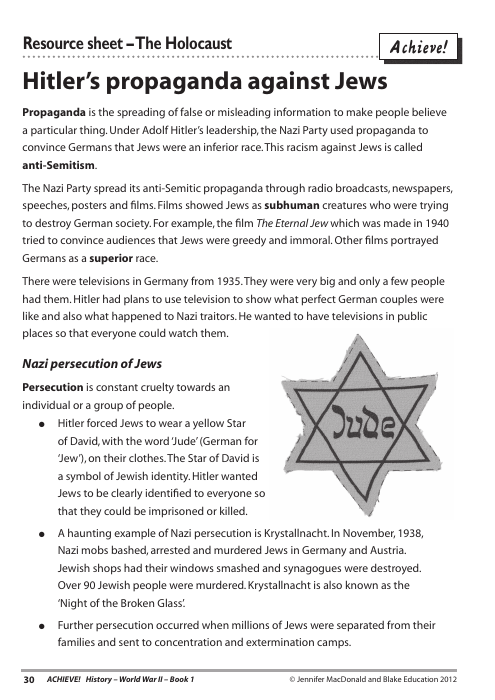 Resource sheet – The Holocaust
Achieve!
Hitler's propaganda against Jews
Propaganda is the spreading of false or misleading information to make people believe
a particular thing. Under Adolf Hitler's leadership, the Nazi Party used propaganda to
convince Germans that Jews were an inferior race. This racism against Jews is called
anti-Semitism.
The Nazi Party spread its anti-Semitic propaganda through radio broadcasts, newspapers,
speeches, posters and films. Films showed Jews as subhuman creatures who were trying
to destroy German society. For example, the film The Eternal Jew which was made in 1940
tried to convince audiences that Jews were greedy and immoral. Other films portrayed
Germans as a superior race.
There were televisions in Germany from 1935. They were very big and only a few people
had them. Hitler had plans to use television to show what perfect German couples were
like and also what happened to Nazi traitors. He wanted to have televisions in public
places so that everyone could watch them.
Nazi persecution of Jews
Persecution is constant cruelty towards an
individual or a group of people.
● Hitler forced Jews to wear a yellow Star
of David, with the word 'Jude' (German for
'Jew'), on their clothes. The Star of David is
a symbol of Jewish identity. Hitler wanted
Jews to be clearly identified to everyone so
that they could be imprisoned or killed.
Jude
● A haunting example of Nazi persecution is Krystallnacht. In November, 1938,
Nazi mobs bashed, arrested and murdered Jews in Germany and Austria.
Jewish shops had their windows smashed and synagogues were destroyed.
Over 90 Jewish people were murdered. Krystallnacht is also known as the
'Night of the Broken Glass'.
● Further persecution occurred when millions of Jews were separated from their
families and sent to concentration and extermination camps.
30 ACHIEVE! History – World War II – Book 1 © Jennifer MacDonald and Blake Education 2012